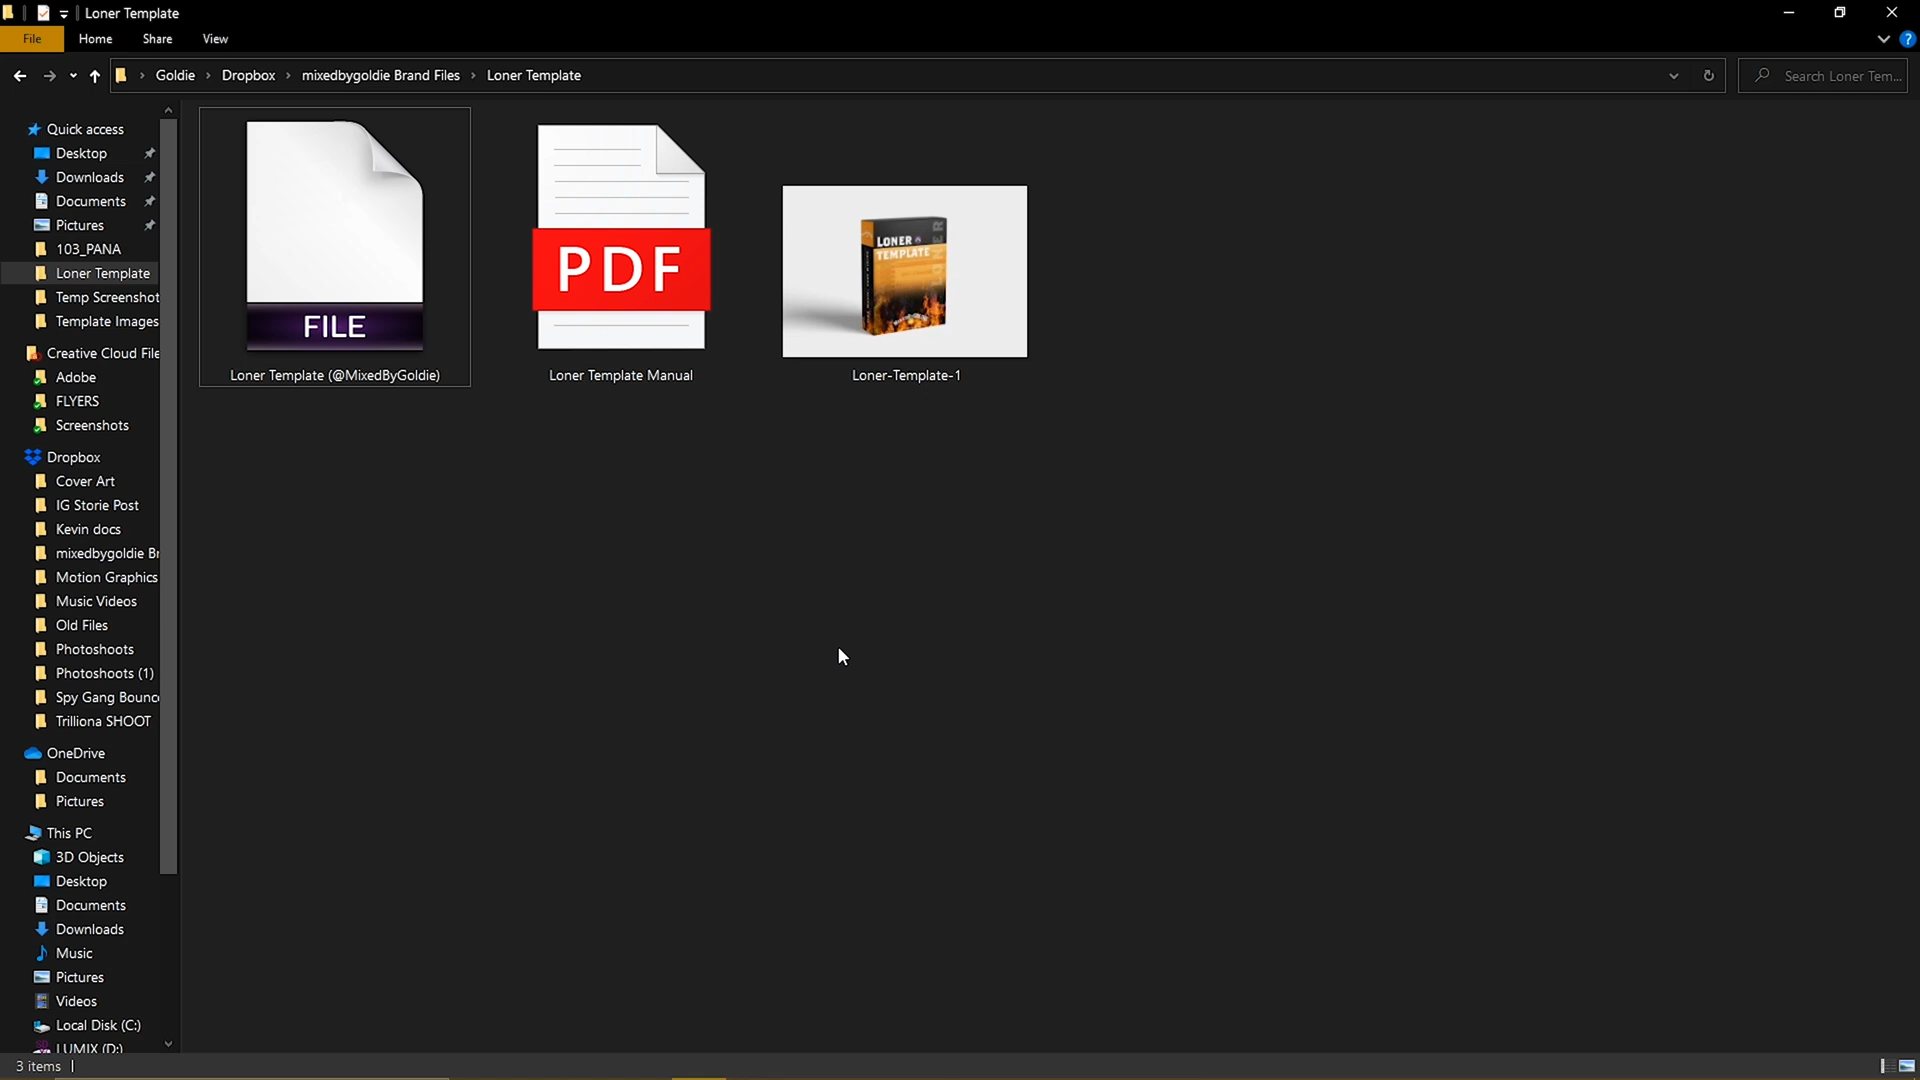 Loner Template
File
Home
Share
View
Goldie
Dropbox
mixedbygoldie Brand Files
Loner Template
Search Loner Tem...
Quick access
Desktop
Downloads
Documents
Pictures
103_PANA
Loner Template
Temp Screenshot
Template Images
Creative Cloud File
Adobe
FLYERS
Screenshots
Dropbox
Cover Art
IG Storie Post
Kevin docs
mixedbygoldie Br
Motion Graphics
Music Videos
Old Files
Photoshoots
Photoshoots (1)
Spy Gang Bounce
Trilliona SHOOT
OneDrive
Documents
Pictures
This PC
3D Objects
Desktop
Documents
Downloads
Music
Pictures
Videos
Local Disk (C:)
LUMIX (D:)
FILE
Loner Template (@MixedByGoldie)
PDF
Loner Template Manual
LONER
TEMPLATE
LONER
Loner-Template-1
3 items